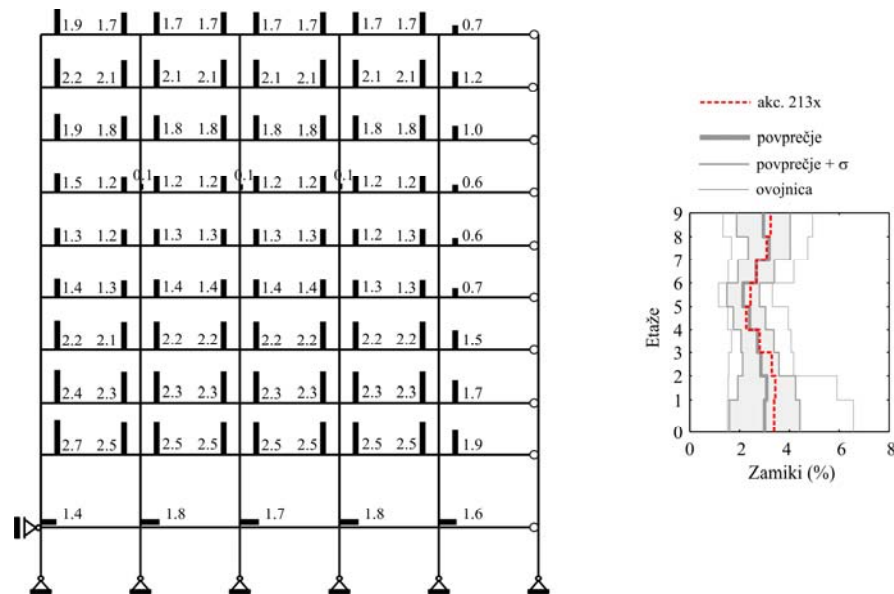 1.9 1.7 1.7 1.7 1.7 1.7 1.7 1.7 0.7
2.2 2.1 2.1 2.1 2.1 2.1 2.1 2.1 1.2
1.9 1.8 1.8 1.8 1.8 1.8 1.8 1.8 1.0
1.5 1.2 0.1 1.2 1.2 0.1 1.2 1.2 0.1 1.2 1.2 0.6
1.3 1.2 1.3 1.3 1.3 1.3 1.2 1.3 0.6
1.4 1.3 1.4 1.4 1.4 1.4 1.3 1.3 0.7
2.2 2.1 2.2 2.2 2.2 2.2 2.2 2.2 1.5
2.4 2.3 2.3 2.3 2.3 2.3 2.3 2.3 1.7
2.7 2.5 2.5 2.5 2.5 2.5 2.5 2.5 1.9
1.4 1.8 1.7 1.8 1.6
akc. 213x
povprečje
povprečje + σ
ovojnica
Etaže
9
8
7
6
5
4
3
2
1
0
0 2 4 6 8
Zamiki (%)